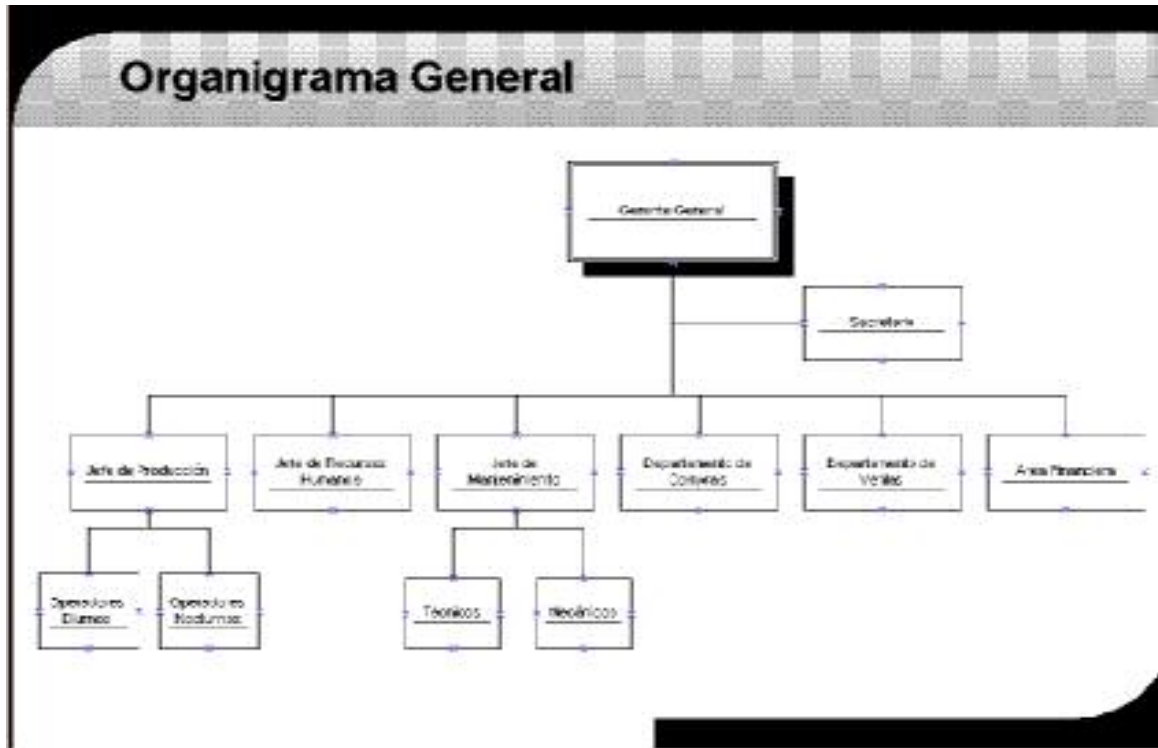 Organigrama General
Gerente General
Secretaria
Jefe de Producción
Jefe de Recursos
Humanos
Jefe de
Mantenimiento
Departamento de
Compras
Departamento de
Ventas
Area Financiera
Operadores
Diurnos
Operadores
Nocturnos
Técnicos
Mecánicos